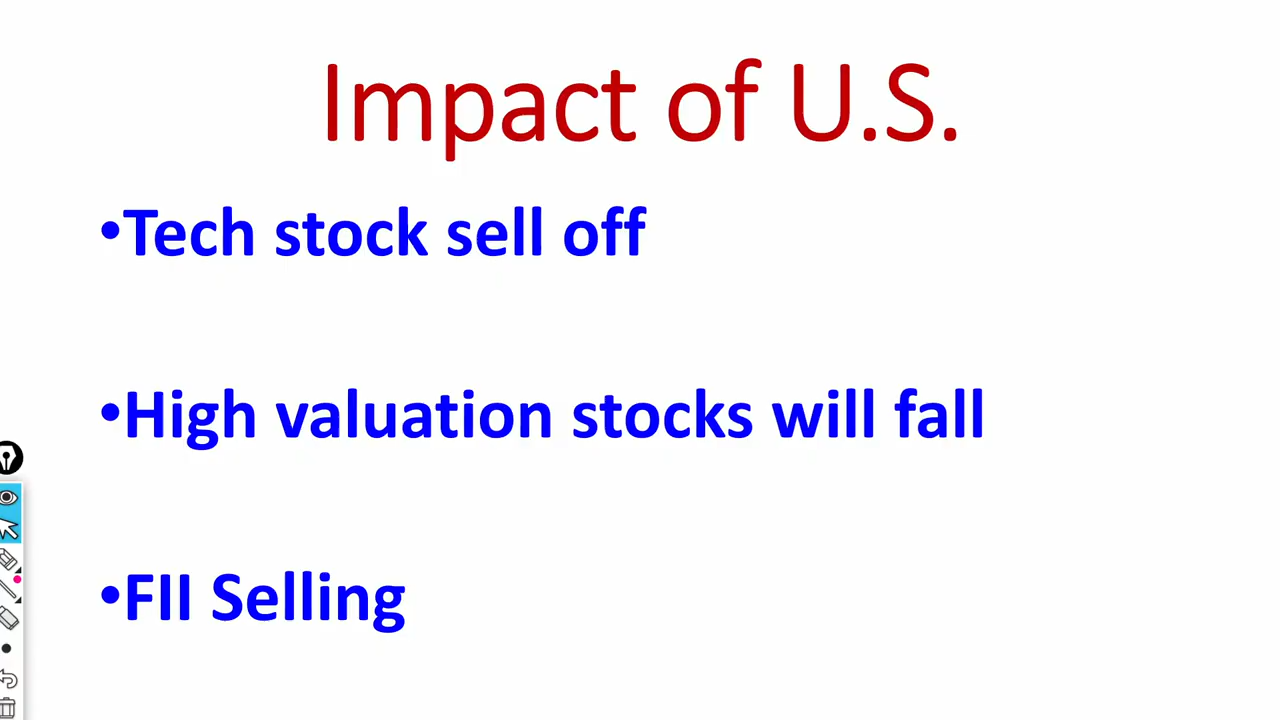 Impact of U.S.
•Tech stock sell off
•High valuation stocks will fall
•FII Selling